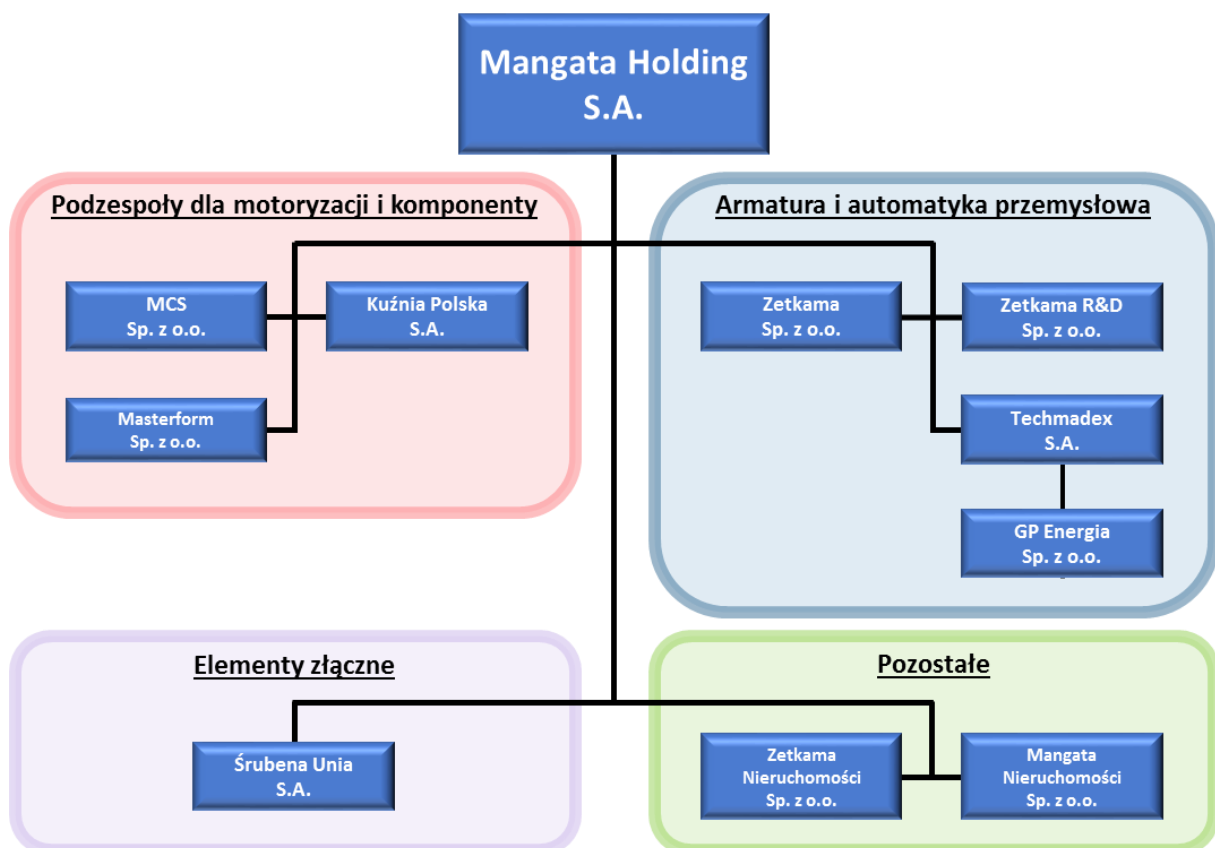 Mangata Holding
S.A.
Podzespoły dla motoryzacji i komponenty
MCS
Sp. z o.o.
Kuźnia Polska
S.A.
Masterform
Sp. z o.o.
Armatura i automatyka przemysłowa
Zetkama
Sp. z o.o.
Zetkama R&D
Sp. z o.o.
Techmadex
S.A.
GP Energia
Sp. z o.o.
Elementy złączne
Śrubena Unia
S.A.
Pozostałe
Zetkama
Nieruchomości
Sp. z o.o.
Mangata
Nieruchomości
Sp. z o.o.